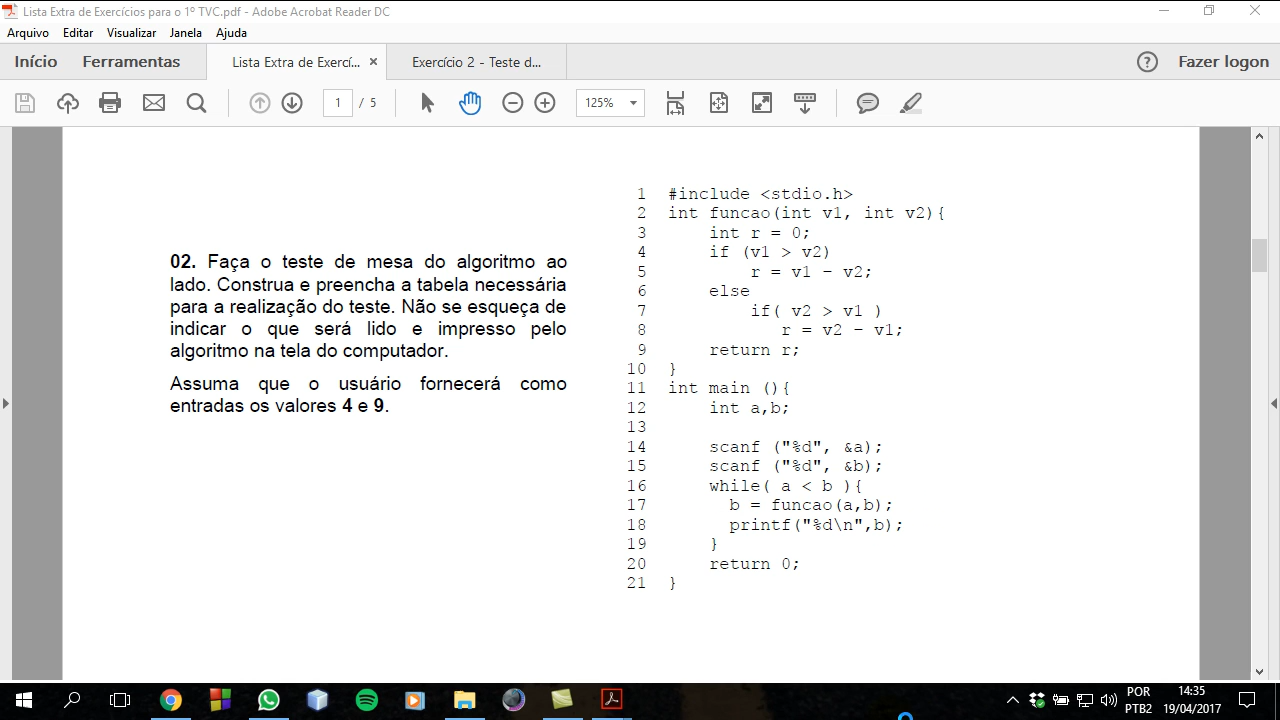 Lista Extra de Exercícios para o 1º TVC.pdf - Adobe Acrobat Reader DC
Arquivo Editar Visualizar Janela Ajuda
Início Ferramentas Lista Extra de Exercí... × Exercício 2 - Teste d... ? Fazer logon
1 / 5 125%
02. Faça o teste de mesa do algoritmo ao
lado. Construa e preencha a tabela necessária
para a realização do teste. Não se esqueça de
indicar o que será lido e impresso pelo
algoritmo na tela do computador.
Assuma que o usuário fornecerá como
entradas os valores 4 e 9.
1 #include <stdio.h>
2 int funcao(int v1, int v2){
3 int r = 0;
4 if (v1 > v2)
5 r = v1 - v2;
6 else
7 if( v2 > v1 )
8 r = v2 - v1;
9 return r;
10 }
11 int main (){
12 int a,b;
13
14 scanf ("%d", &a);
15 scanf ("%d", &b);
16 while( a < b ){
17 b = funcao(a,b);
18 printf("%d\n",b);
19 }
20 return 0;
21 }
POR 14:35
PTB2 19/04/2017